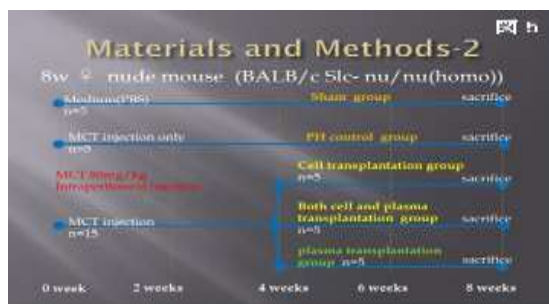 Materials and Methods-2
8w ♀ nude mouse (BALB/c Slc- nu/nu(homo))
Medium(PBS) Sham group sacrifice
n=5
MCT injection only PH control group sacrifice
n=5
Cell transplantation group
MCT 80mg/kg n=5 sacrifice
Intraperitoneal injection
Both cell and plasma
MCT injection transplantation group sacrifice
n=15 n=5
plasma transplantation
group n=5 sacrifice
0 week 2 weeks 4 weeks 6 weeks 8 weeks